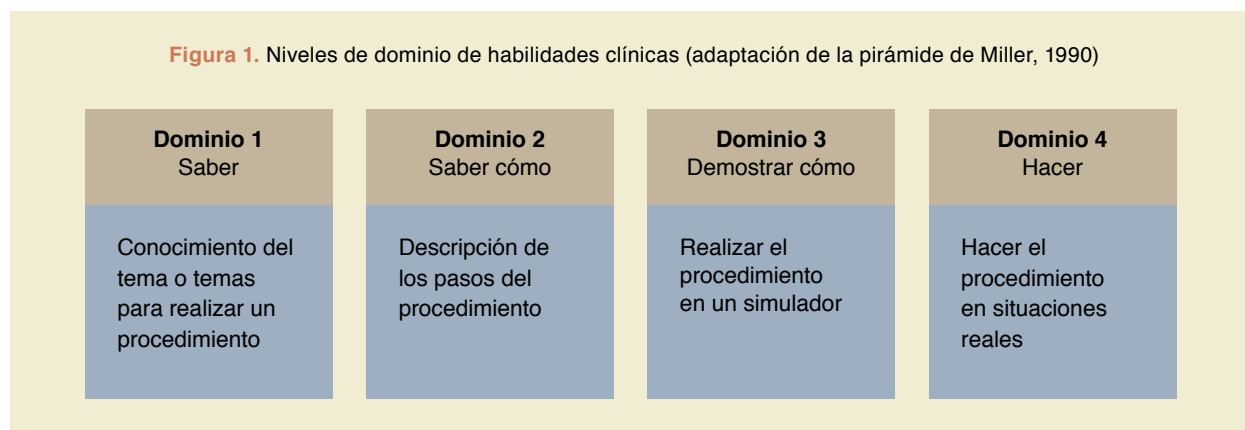 Figura 1. Niveles de dominio de habilidades clínicas (adaptación de la pirámide de Miller, 1990)
Dominio 1
Saber
Conocimiento del
tema o temas
para realizar un
procedimiento
Dominio 2
Saber cómo
Descripción de
los pasos del
procedimiento
Dominio 3
Demostrar cómo
Realizar el
procedimiento
en un simulador
Dominio 4
Hacer
Hacer el
procedimiento
en situaciones
reales